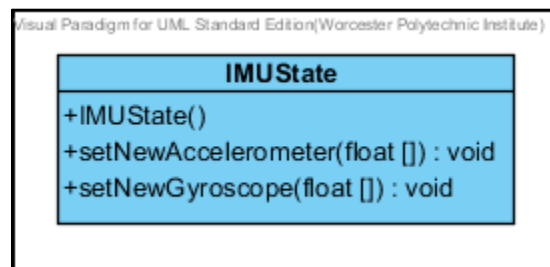 Visual Paradigm for UML Standard Edition(Worcester Polytechnic Institute)
IMUState
+IMUState()
+setNewAccelerometer(float []) : void
+setNewGyroscope(float []) : void